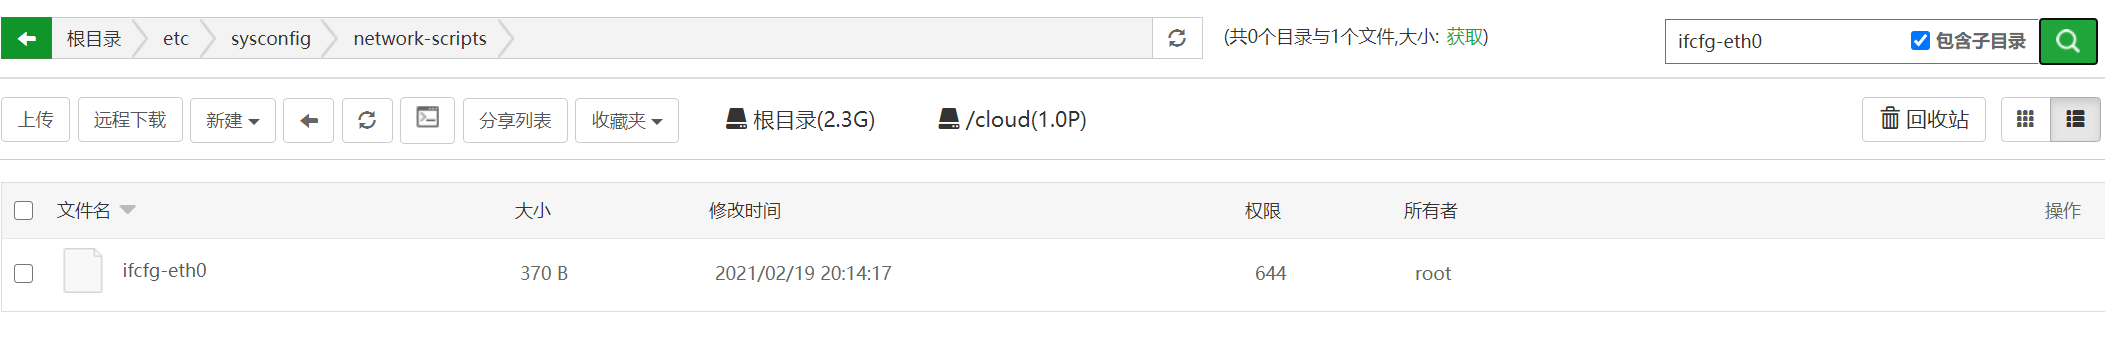 根目录 etc sysconfig network-scripts (共0个目录与1个文件,大小: 获取) ifcfg-eth0 包含子目录
上传 远程下载 新建 分享列表 收藏夹 根目录(2.3G) /cloud(1.0P) 回收站
文件名 大小 修改时间 权限 所有者 操作
ifcfg-eth0 370 B 2021/02/19 20:14:17 644 root